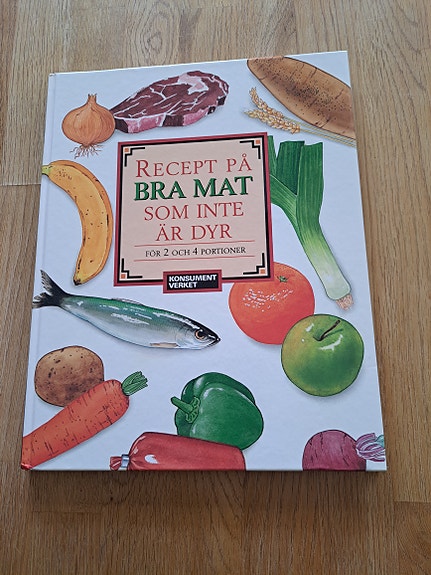 RECEPT PÅ
BRA MAT
SOM INTE
ÄR DYR
FÖR 2 OCH 4 PORTIONER
KONSUMENT
VERKET